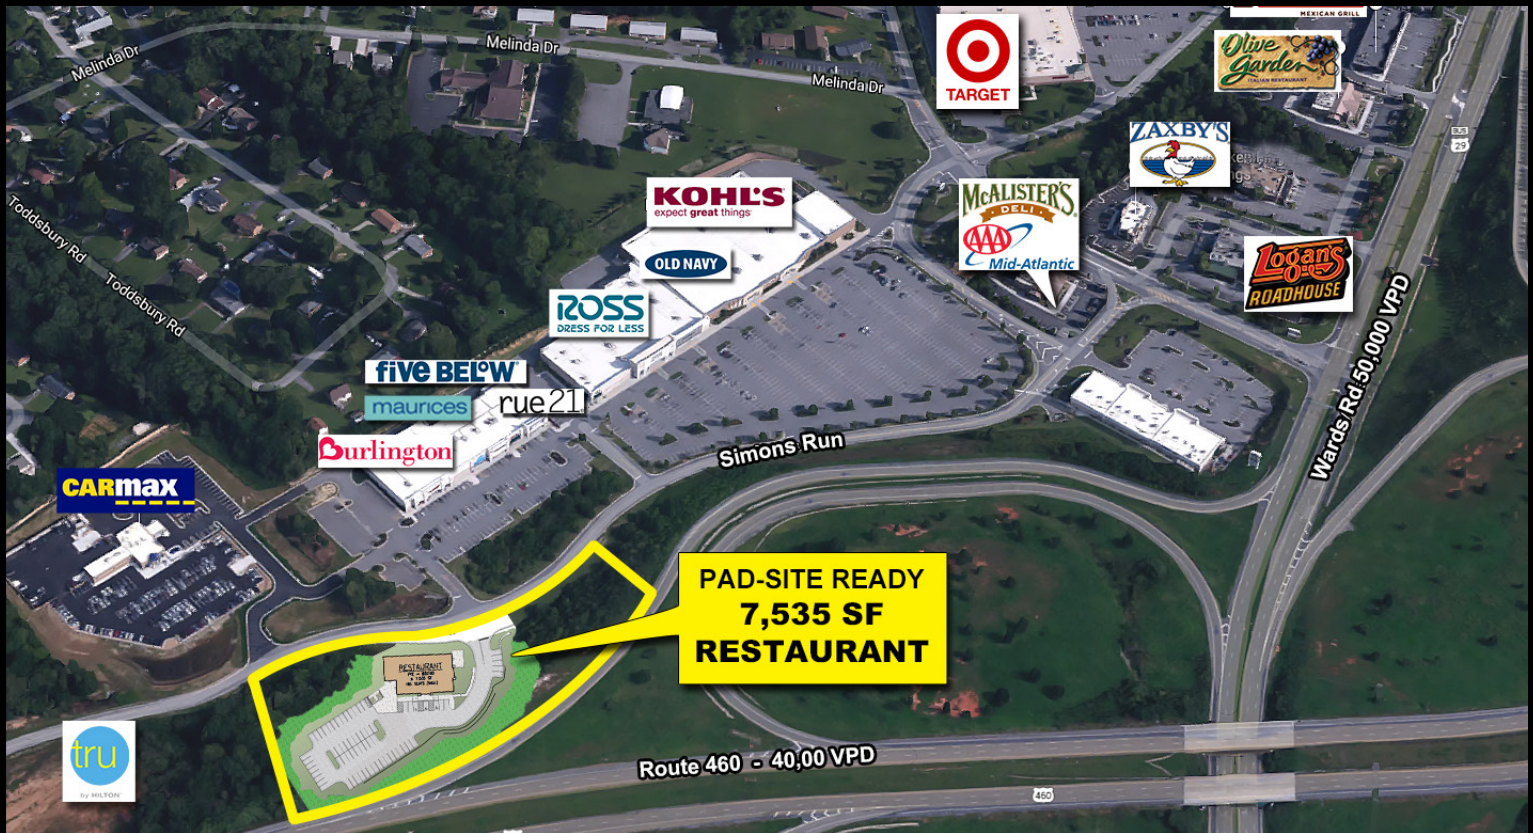 MEXICAN GRILL
Olive
Garden
ITALIAN RESTAURANT
Melinda Dr
Melinda Dr
Melinda Dr
TARGET
BUS
29
ZAXBY'S
KOHL'S
expect great things
McALISTER'S
DELI
AAA
Mid-Atlantic
Toddsbury Rd
Toddsbury Rd
OLD NAVY
Logan's
ROADHOUSE
ROSS
DRESS FOR LESS
Wards Rd 50,000 VPD
five BELOW
maurices
rue21
Burlington
Simons Run
CARMAX
PAD-SITE READY
7,535 SF
RESTAURANT
RESTAURANT
tru
by HILTON
Route 460 - 40,00 VPD
460